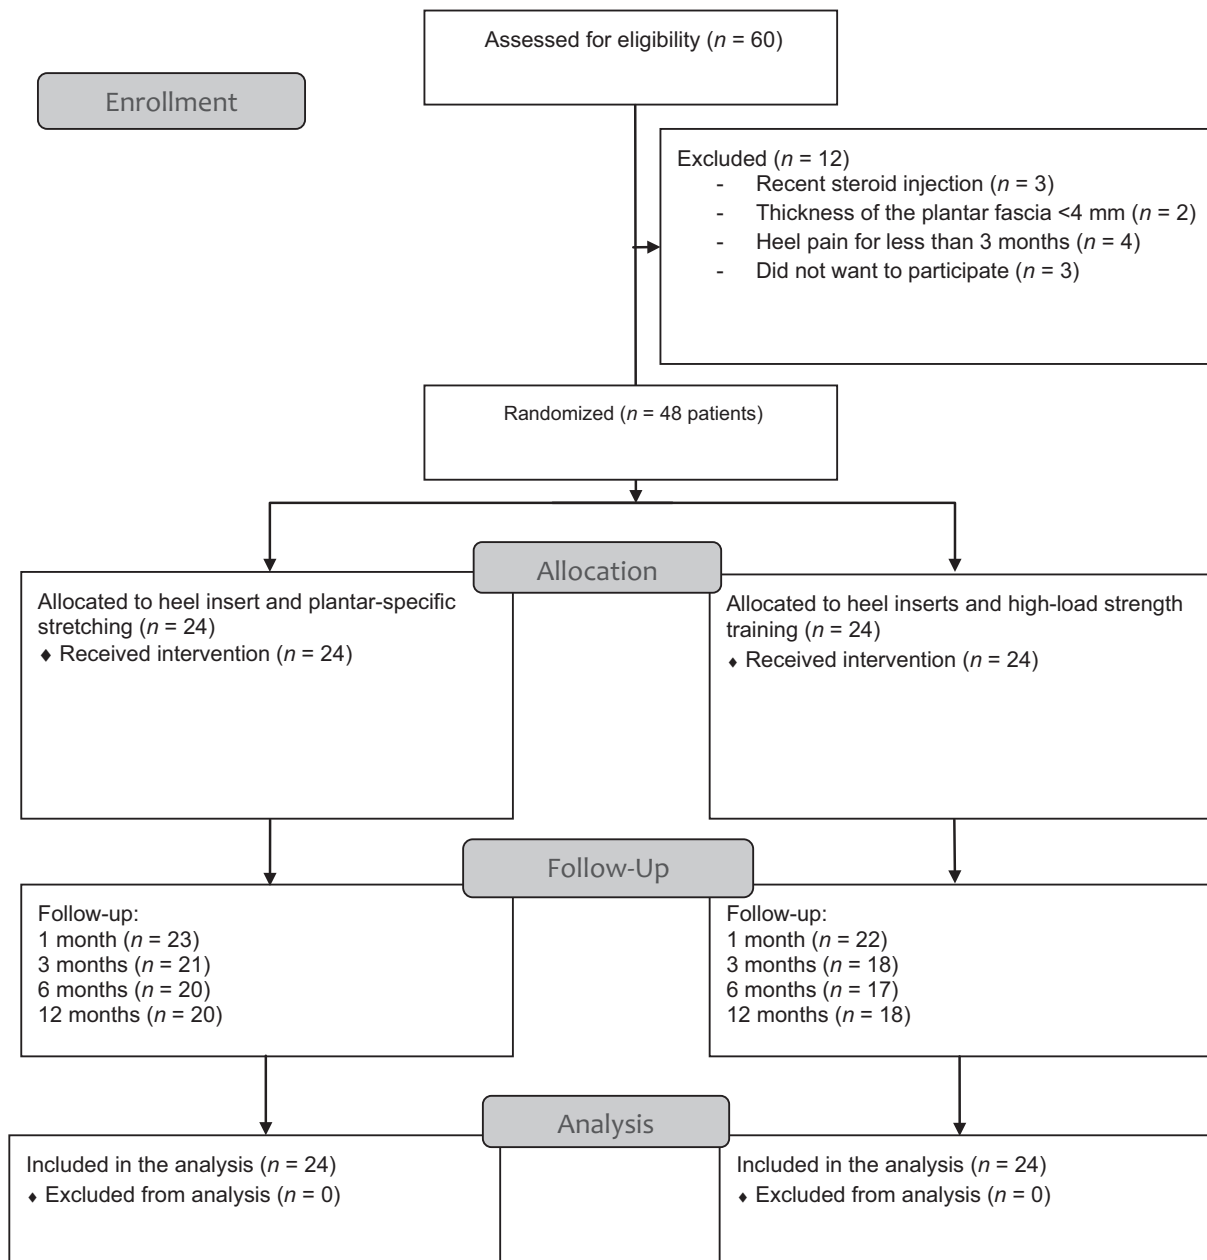 Assessed for eligibility (n = 60)
Enrollment
Excluded (n = 12)
- Recent steroid injection (n = 3)
- Thickness of the plantar fascia <4 mm (n = 2)
- Heel pain for less than 3 months (n = 4)
- Did not want to participate (n = 3)
Randomized (n = 48 patients)
Allocation
Allocated to heel insert and plantar-specific
stretching (n = 24)
♦ Received intervention (n = 24)
Allocated to heel inserts and high-load strength
training (n = 24)
♦ Received intervention (n = 24)
Follow-Up
Follow-up:
1 month (n = 23)
3 months (n = 21)
6 months (n = 20)
12 months (n = 20)
Follow-up:
1 month (n = 22)
3 months (n = 18)
6 months (n = 17)
12 months (n = 18)
Analysis
Included in the analysis (n = 24)
♦ Excluded from analysis (n = 0)
Included in the analysis (n = 24)
♦ Excluded from analysis (n = 0)